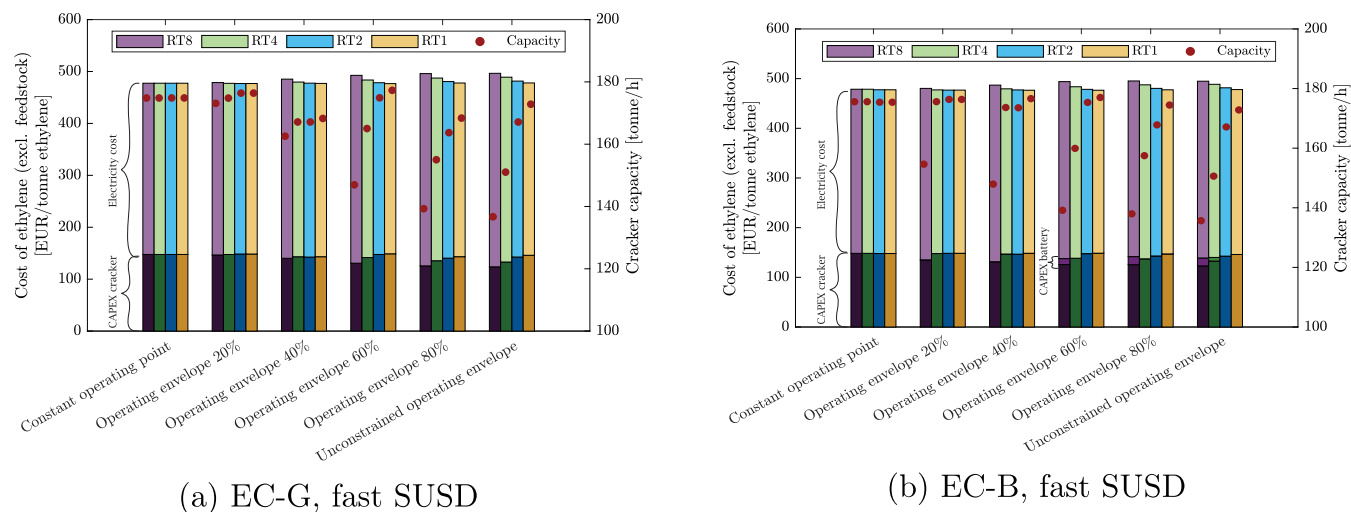 600
500
400
300
200
100
0
Cost of ethylene (excl. feedstock)
[EUR/tonne ethylene]
RT8 RT4 RT2 RT1 Capacity
Electricity cost
CAPEX cracker
200
180
160
140
120
100
Cracker capacity [tonne/h]
Constant operating point
Operating envelope 20%
Operating envelope 40%
Operating envelope 60%
Operating envelope 80%
Unconstrained operating envelope
(a) EC-G, fast SUSD
600
500
400
300
200
100
0
Cost of ethylene (excl. feedstock)
[EUR/tonne ethylene]
RT8 RT4 RT2 RT1 Capacity
Electricity cost
CAPEX cracker
CAPEX battery
200
180
160
140
120
100
Cracker capacity [tonne/h]
Constant operating point
Operating envelope 20%
Operating envelope 40%
Operating envelope 60%
Operating envelope 80%
Unconstrained operating envelope
(b) EC-B, fast SUSD